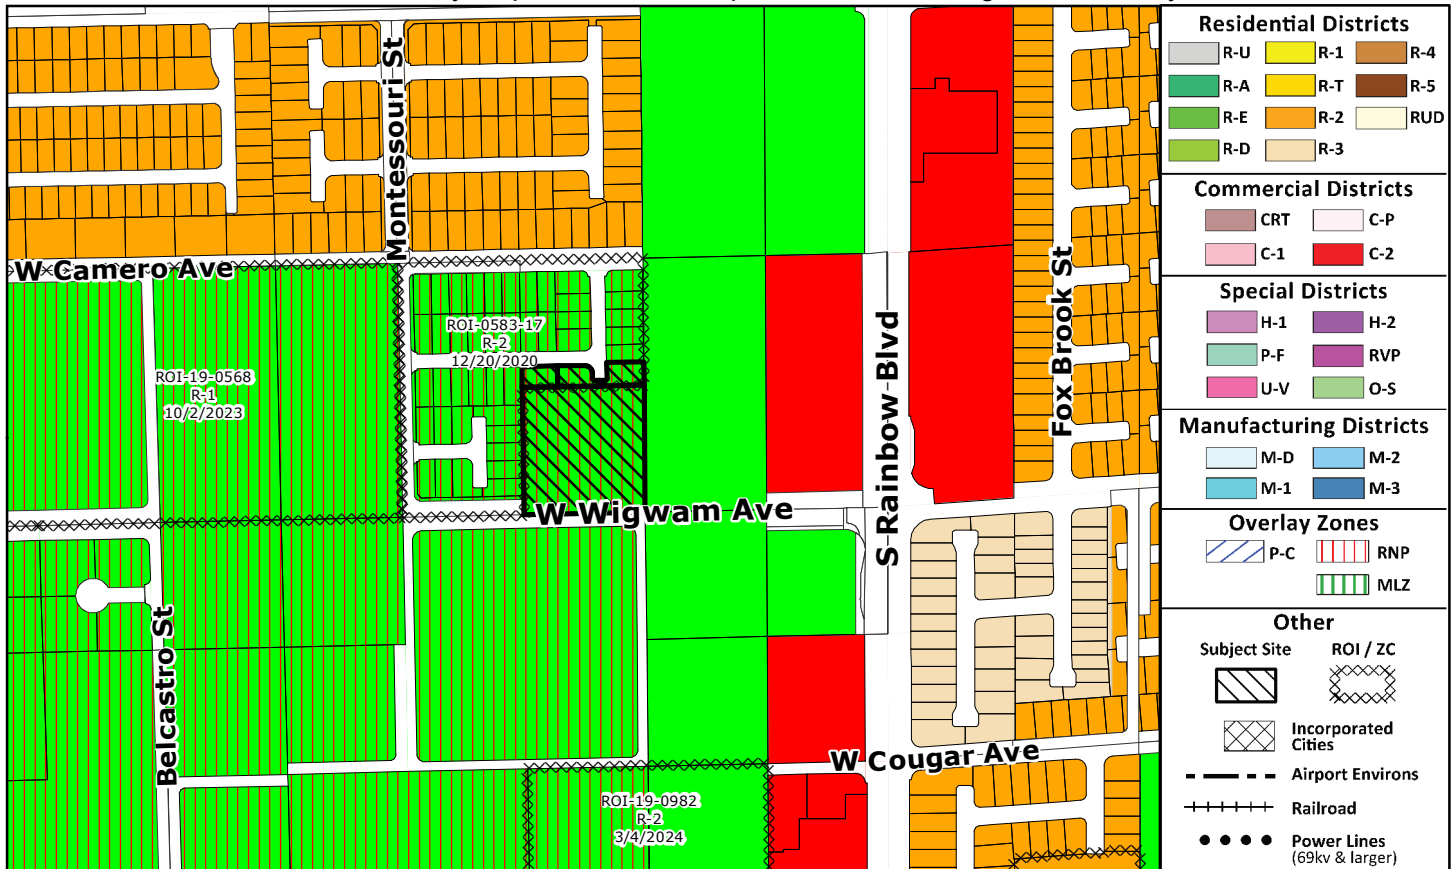 Montessouri St
W Camero Ave
ROI-0583-17
R-2
12/20/2020
ROI-19-0568
R-1
10/2/2023
Fox Brook St
S Rainbow Blvd
W Wigwam Ave
Belcastro St
W Cougar Ave
ROI-19-0982
R-2
3/4/2024
Residential Districts
R-U R-1 R-4
R-A R-T R-5
R-E R-2 RUD
R-D R-3
Commercial Districts
CRT C-P
C-1 C-2
Special Districts
H-1 H-2
P-F RVP
U-V O-S
Manufacturing Districts
M-D M-2
M-1 M-3
Overlay Zones
P-C RNP
MLZ
Other
Subject Site ROI / ZC
Incorporated
Cities
Airport Environs
Railroad
Power Lines
(69kv & larger)